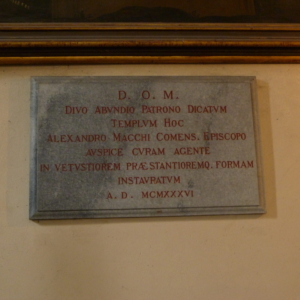 D. O. M.
DIVO ABVNDIO PATRONO DICATVM
TEMPLVM HOC
ALEXANDRO MACCHI COMENS. EPISCOPO
AVSPICE CVRAM AGENTE
IN VETVSTIOREM PRÆSTANTIOREMQ. FORMAM
INSTAVRATVM
A. D. MCMXXXVI